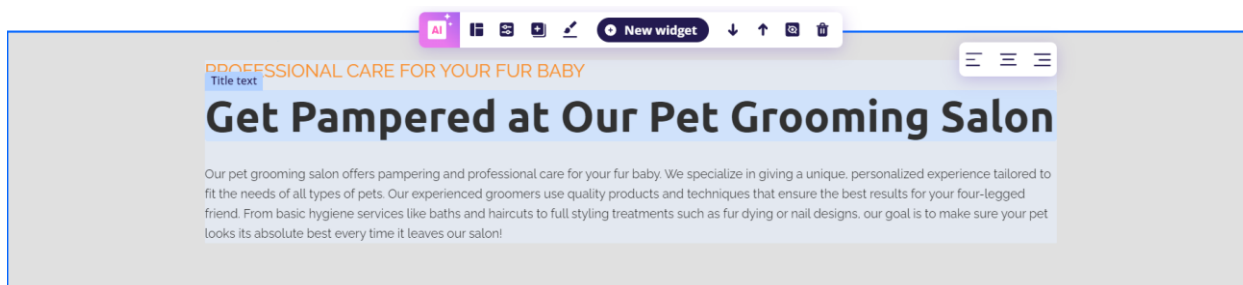 AI
New widget
PROFESSIONAL CARE FOR YOUR FUR BABY
Title text
Get Pampered at Our Pet Grooming Salon
Our pet grooming salon offers pampering and professional care for your fur baby. We specialize in giving a unique, personalized experience tailored to
fit the needs of all types of pets. Our experienced groomers use quality products and techniques that ensure the best results for your four-legged
friend. From basic hygiene services like baths and haircuts to full styling treatments such as fur dying or nail designs, our goal is to make sure your pet
looks its absolute best every time it leaves our salon!